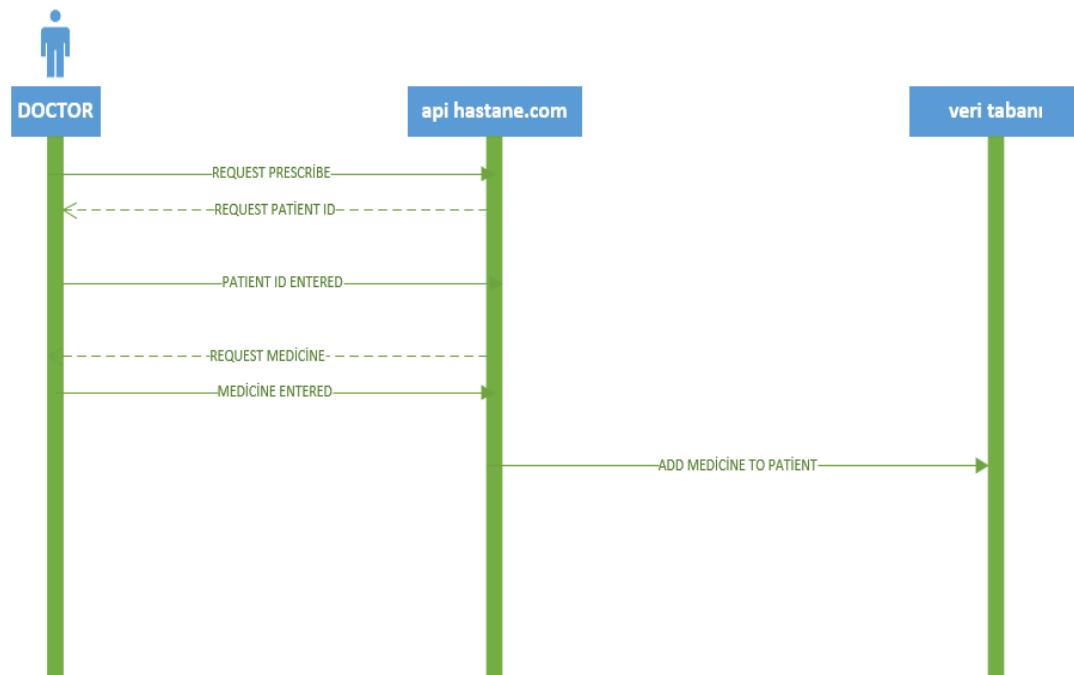 DOCTOR
api hastane.com
veri tabanı
REQUEST PRESCRİBE
REQUEST PATİENT ID
PATIENT ID ENTERED
REQUEST MEDİCİNE
MEDİCİNE ENTERED
ADD MEDİCİNE TO PATİENT